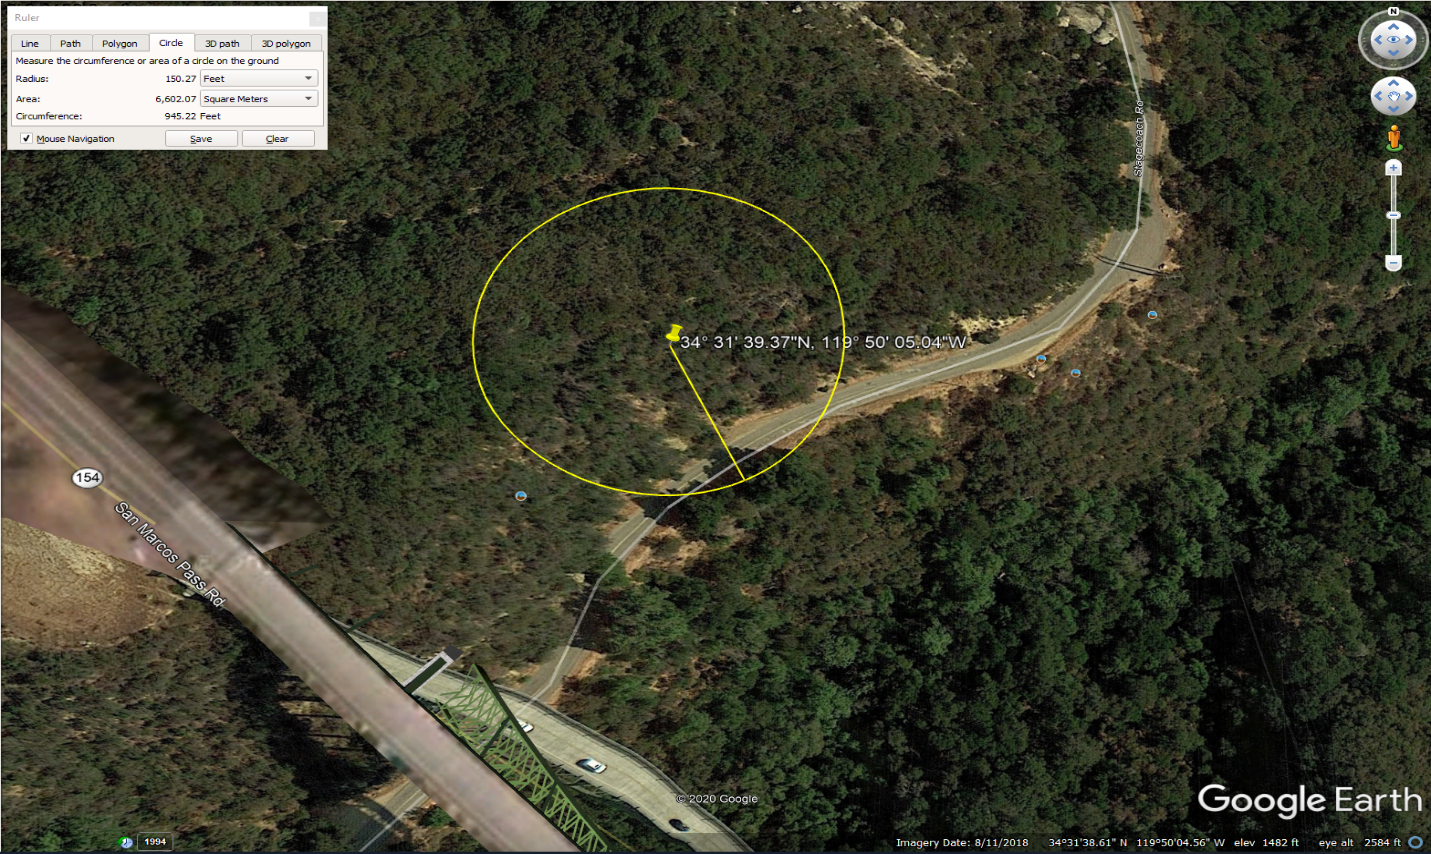 Ruler
Line Path Polygon Circle 3D path 3D polygon
Measure the circumference or area of a circle on the ground
Radius: 150.27 Feet
Area: 6,602.07 Square Meters
Circumference: 945.22 Feet
Mouse Navigation Save Clear
N
Stagecoach Rd
34° 31' 39.37"N, 119° 50' 05.04"W
154
San Marcos Pass Rd
© 2020 Google
Google Earth
1994
Imagery Date: 8/11/2018 34°31'38.61" N 119°50'04.56" W elev 1482 ft eye alt 2584 ft